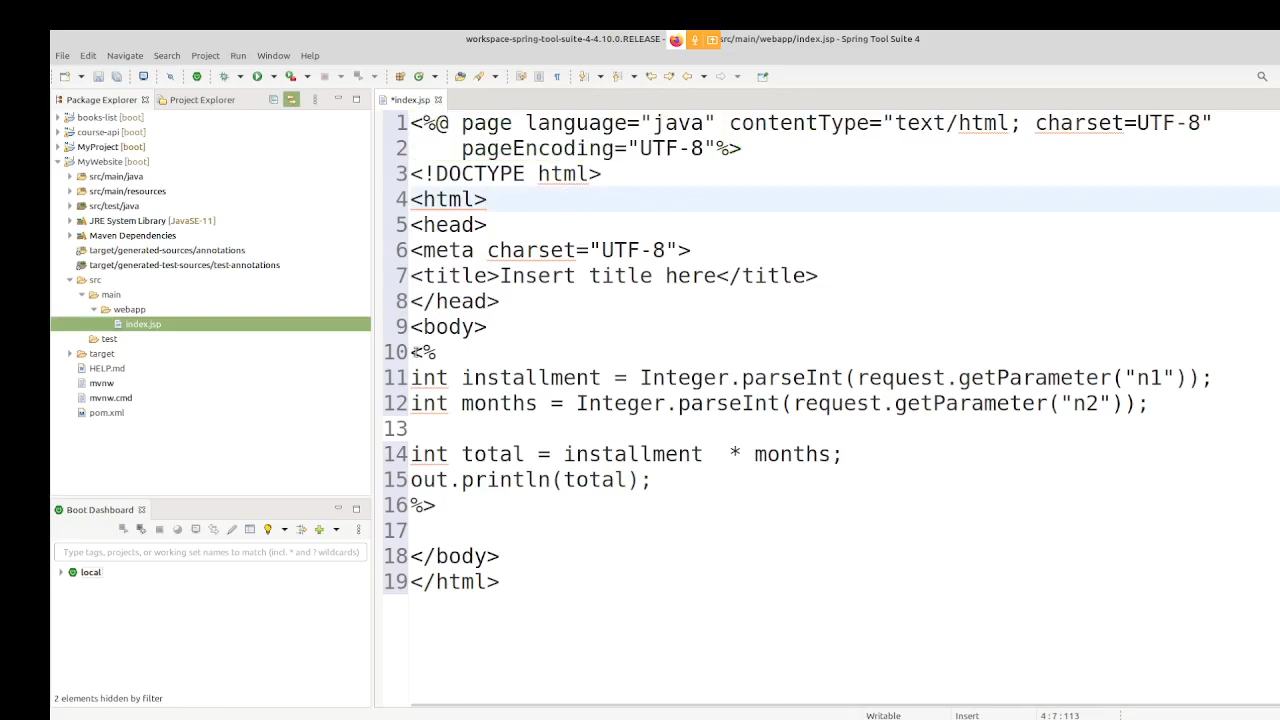 workspace-spring-tool-suite-4-4.10.0.RELEASE - src/main/webapp/index.jsp - Spring Tool Suite 4
File Edit Navigate Search Project Run Window Help
Package Explorer Project Explorer
books-list [boot]
course-api [boot]
MyProject [boot]
MyWebsite [boot]
src/main/java
src/main/resources
src/test/java
JRE System Library [JavaSE-11]
Maven Dependencies
target/generated-sources/annotations
target/generated-test-sources/test-annotations
src
main
webapp
index.jsp
test
target
HELP.md
mvnw
mvnw.cmd
pom.xml
Boot Dashboard
Type tags, projects, or working set names to match (incl. * and ? wildcards)
local
2 elements hidden by filter
*index.jsp
1 <%@ page language="java" contentType="text/html; charset=UTF-8"
2     pageEncoding="UTF-8"%>
3 <!DOCTYPE html>
4 <html>
5 <head>
6 <meta charset="UTF-8">
7 <title>Insert title here</title>
8 </head>
9 <body>
10 <%
11 int installment = Integer.parseInt(request.getParameter("n1"));
12 int months = Integer.parseInt(request.getParameter("n2"));
13
14 int total = installment  * months;
15 out.println(total);
16 %>
17
18 </body>
19 </html>
Writable Insert 4 : 7 : 113